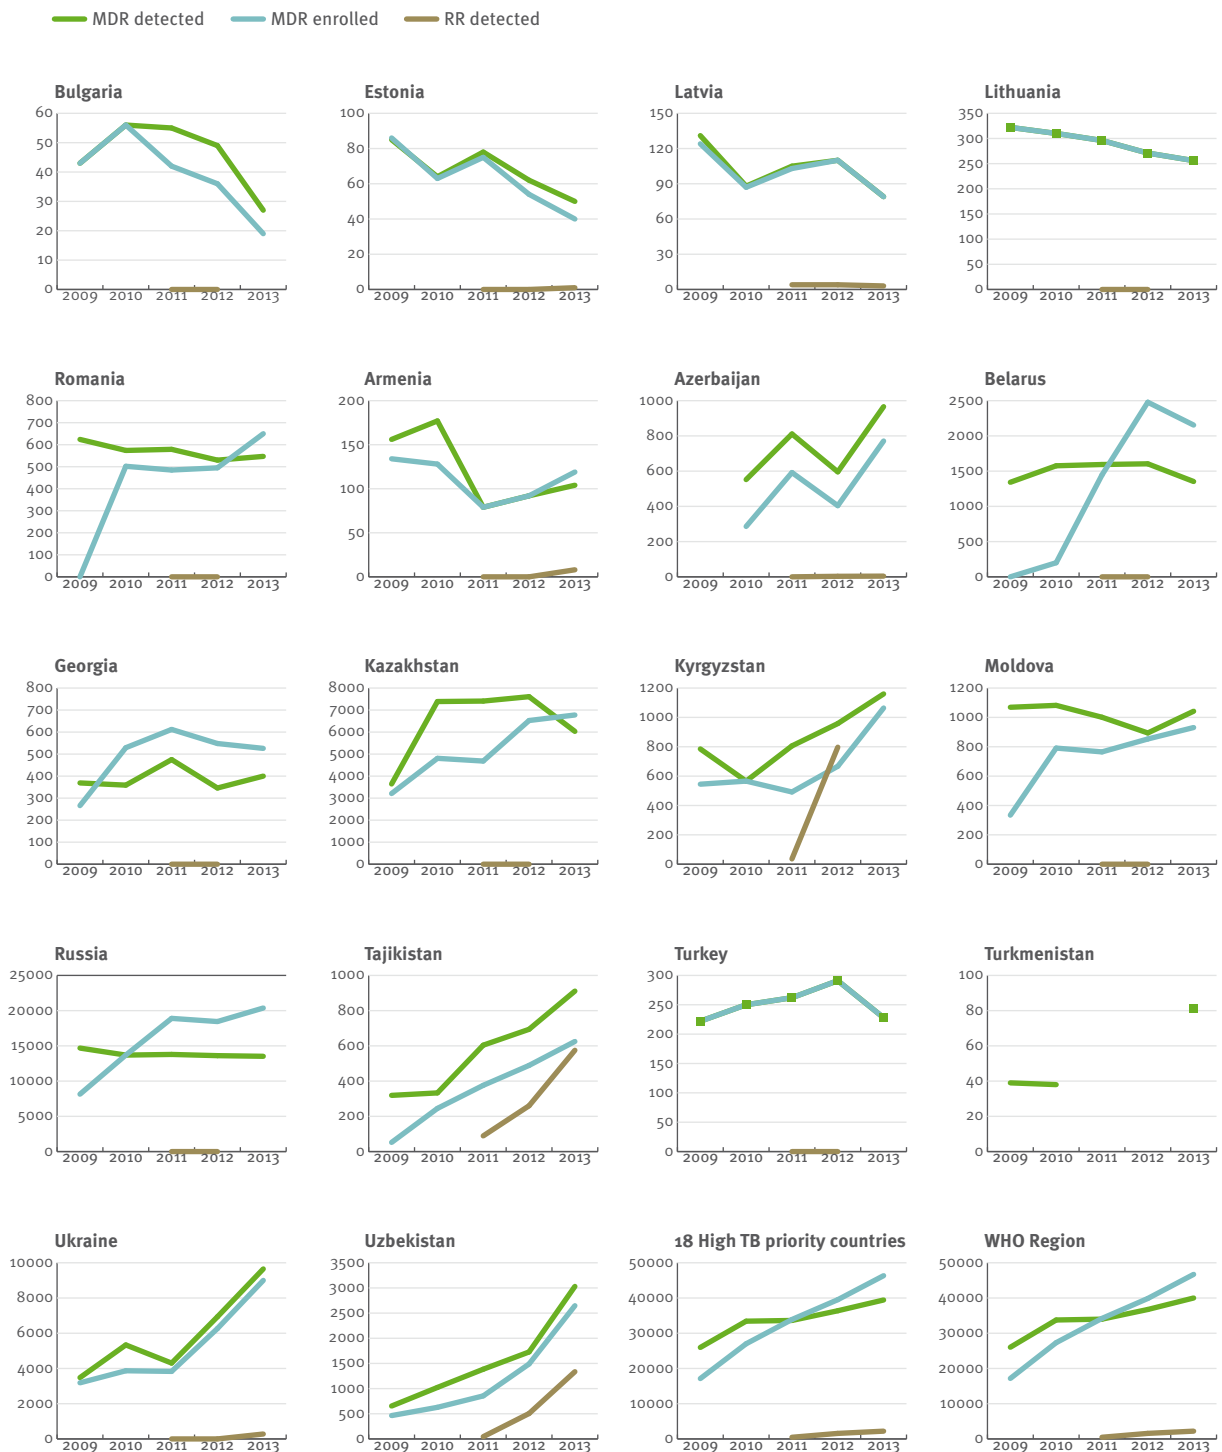 MDR detected MDR enrolled RR detected
Bulgaria Estonia Latvia Lithuania
60 100 150 350
50 80 120 300
40 60 90 250
30 40 60 200
20 20 30 150
10 100
50
0 0 0 0
2009 2010 2011 2012 2013 2009 2010 2011 2012 2013 2009 2010 2011 2012 2013 2009 2010 2011 2012 2013
Romania Armenia Azerbaijan Belarus
800 200 1000 2500
700 150 800 2000
600 100 600 1500
500 50 400 1000
400 200 500
300
200
100
0 0 0 0
2009 2010 2011 2012 2013 2009 2010 2011 2012 2013 2009 2010 2011 2012 2013 2009 2010 2011 2012 2013
Georgia Kazakhstan Kyrgyzstan Moldova
800 8000 1200 1200
700 7000 1000 1000
600 6000 800 800
500 5000 600 600
400 4000 400 400
300 3000 200 200
200 2000
100 1000
0 0 0 0
2009 2010 2011 2012 2013 2009 2010 2011 2012 2013 2009 2010 2011 2012 2013 2009 2010 2011 2012 2013
Russia Tajikistan Turkey Turkmenistan
25000 1000 300 100
20000 800 250 80
15000 600 200 60
10000 400 150 40
5000 200 100 20
50
0 0 0 0
2009 2010 2011 2012 2013 2009 2010 2011 2012 2013 2009 2010 2011 2012 2013 2009 2010 2011 2012 2013
Ukraine Uzbekistan 18 High TB priority countries WHO Region
10000 3500 50000 50000
8000 3000 40000 40000
6000 2500 30000 30000
4000 2000 20000 20000
2000 1500 10000 10000
1000
500
0 0 0 0
2009 2010 2011 2012 2013 2009 2010 2011 2012 2013 2009 2010 2011 2012 2013 2009 2010 2011 2012 2013